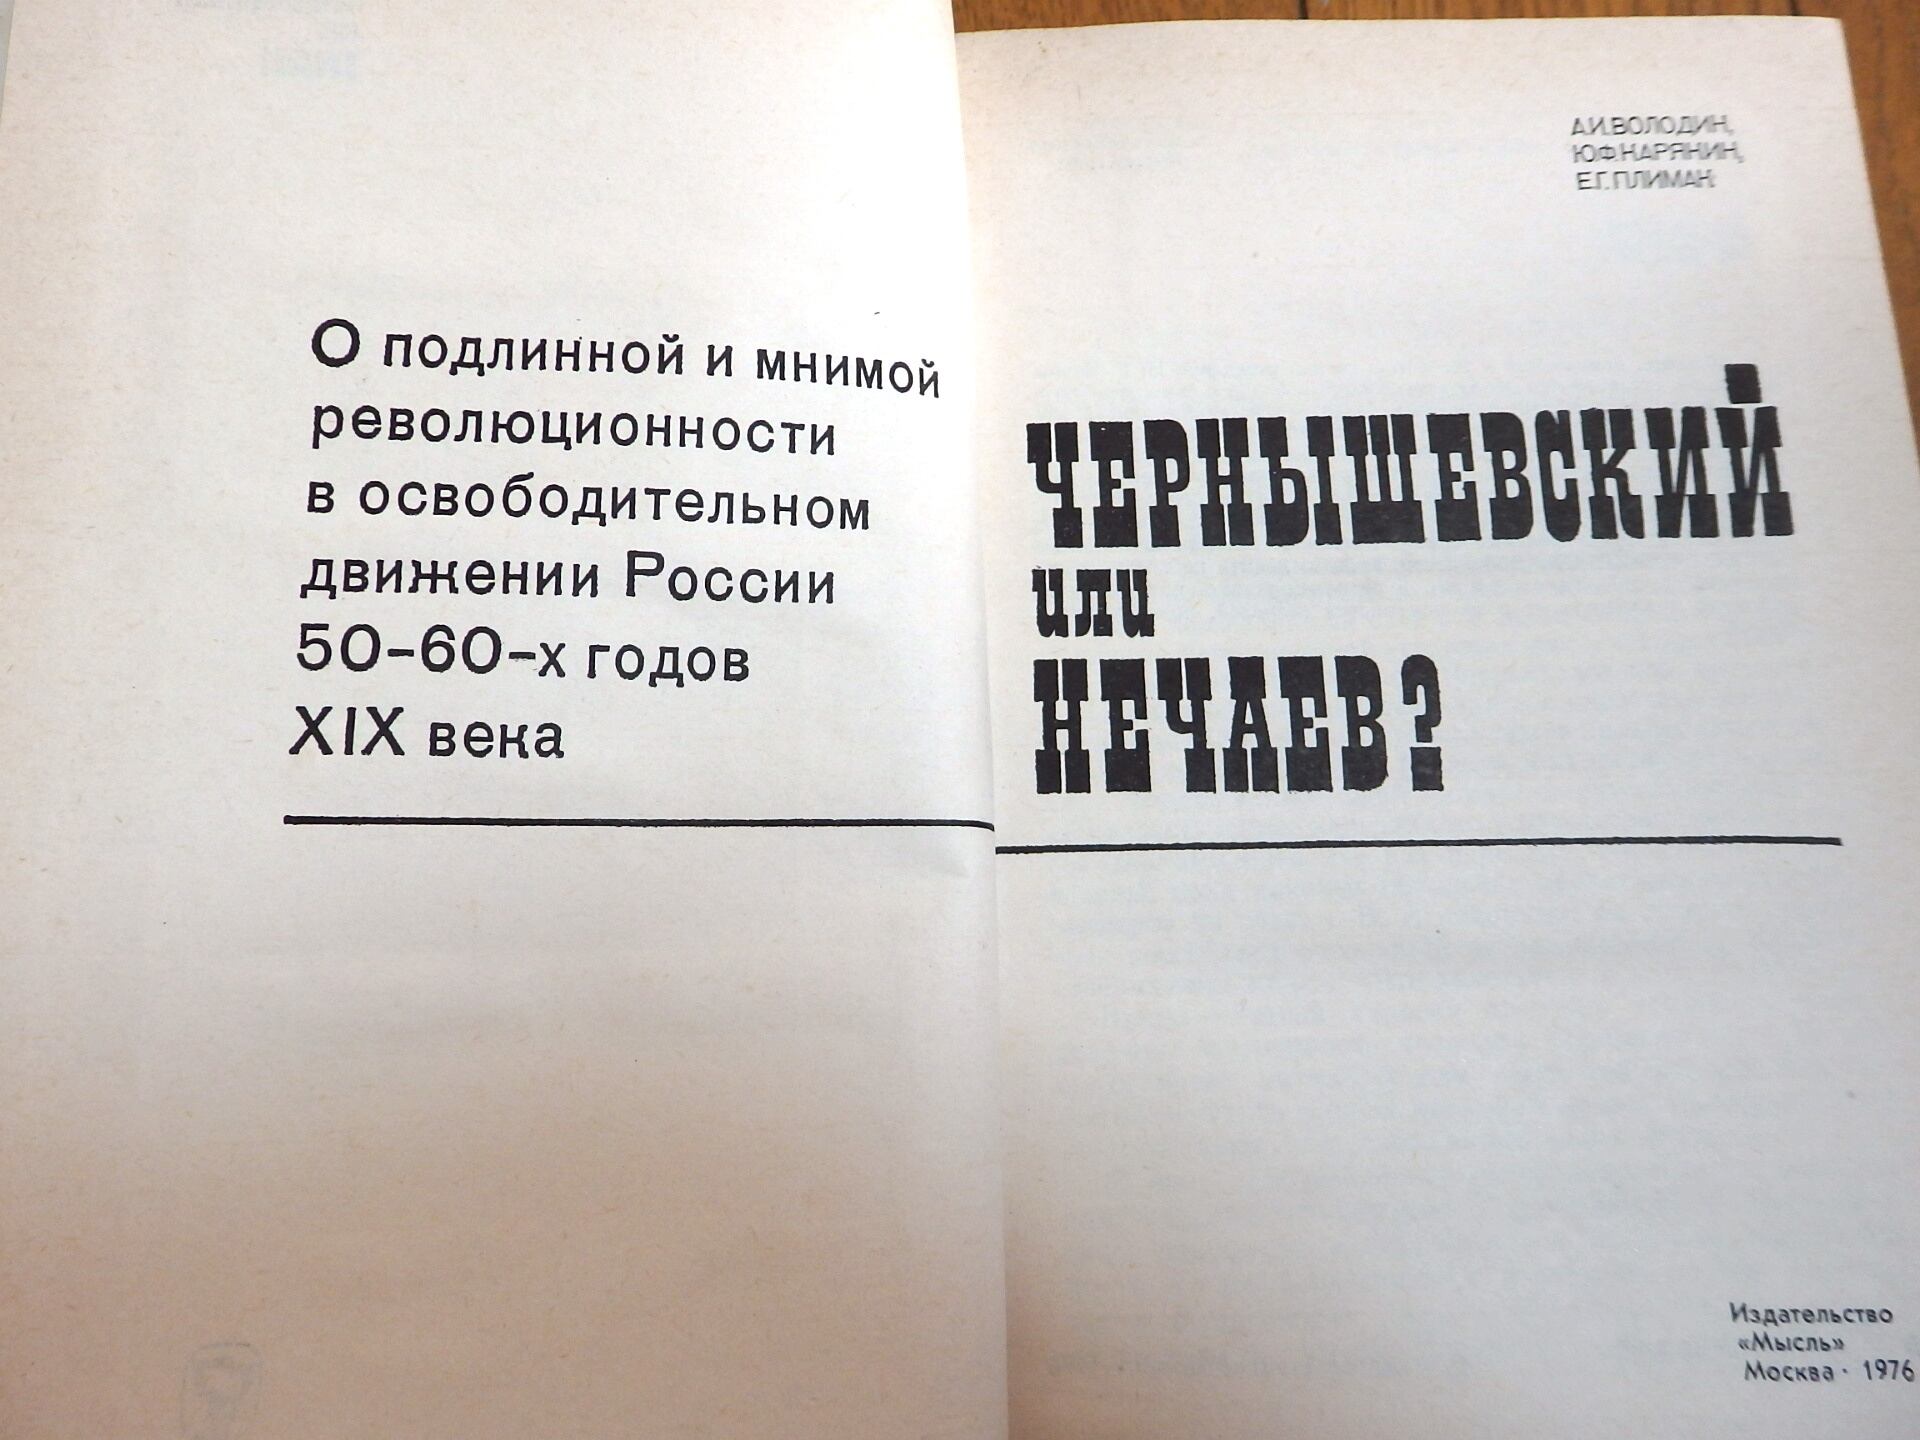 О подлинной и мнимой
революционности
в освободительном
движении России
50-60-х годов
XIX века
А.И.ВОЛОДИН,
Ю.Ф.КАРЯКИН,
Е.Г.ПЛИМАК
ЧЕРНЫШЕВСКИЙ
или
НЕЧАЕВ?
Издательство
«Мысль»
Москва · 1976